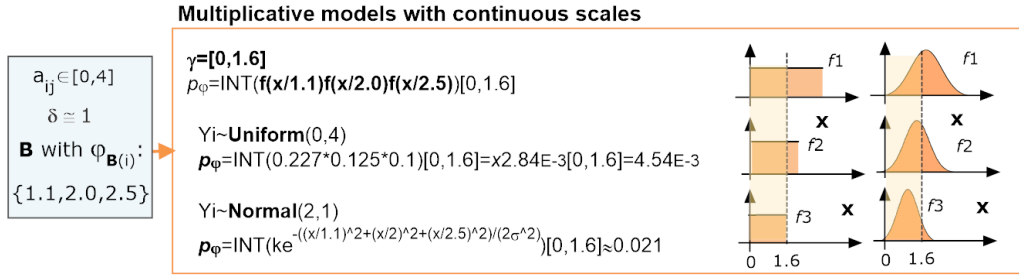 Multiplicative models with continuous scales
a_ij∈[0,4]
δ ≅ 1
B with φ_B(i):
{1.1,2.0,2.5}
γ=[0,1.6]
pφ=INT(f(x/1.1)f(x/2.0)f(x/2.5))[0,1.6]
Yi~Uniform(0,4)
pφ=INT(0.227*0.125*0.1)[0,1.6]=x2.84E-3[0,1.6]=4.54E-3
Yi~Normal(2,1)
pφ=INT(ke^-((x/1.1)^2+(x/2)^2+(x/2.5)^2)/(2σ^2))[0,1.6]≈0.021
f1
x
f2
x
f3
0
1.6
f1
x
f2
x
f3
0
1.6